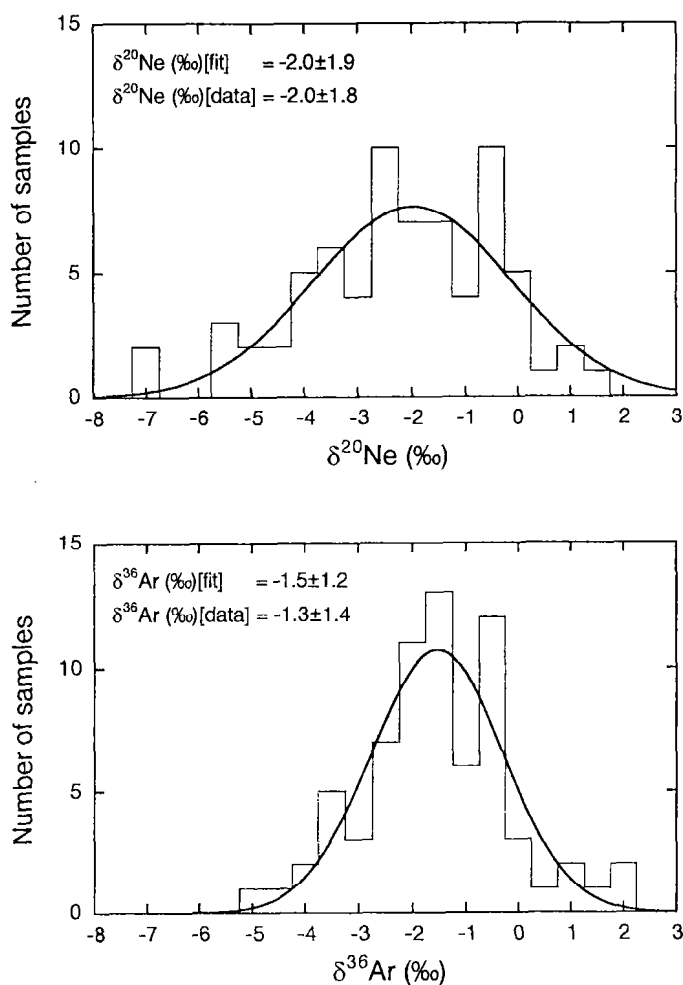 15
10
5
0
Number of samples
δ²⁰Ne (‰)[fit] = -2.0±1.9
δ²⁰Ne (‰)[data] = -2.0±1.8
-8 -7 -6 -5 -4 -3 -2 -1 0 1 2 3
δ²⁰Ne (‰)
15
10
5
0
Number of samples
δ³⁶Ar (‰)[fit] = -1.5±1.2
δ³⁶Ar (‰)[data] = -1.3±1.4
-8 -7 -6 -5 -4 -3 -2 -1 0 1 2 3
δ³⁶Ar (‰)